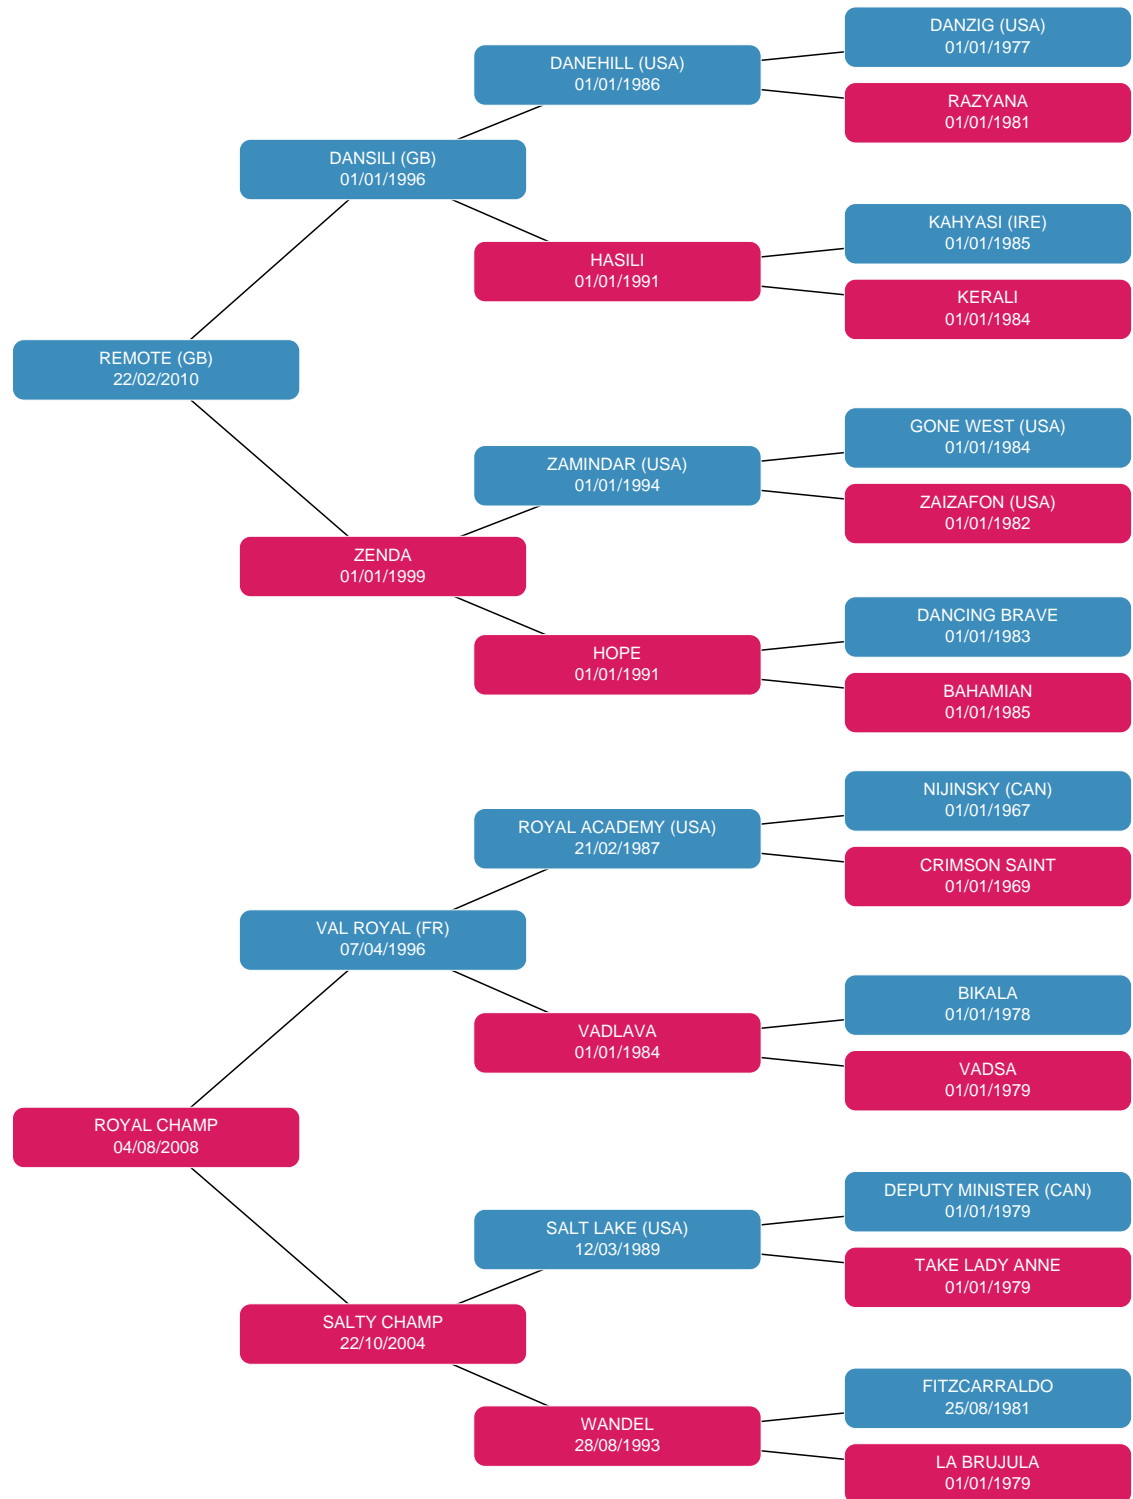 DANZIG (USA)
01/01/1977
DANEHILL (USA)
01/01/1986
RAZYANA
01/01/1981
DANSILI (GB)
01/01/1996
KAHYASI (IRE)
01/01/1985
HASILI
01/01/1991
KERALI
01/01/1984
REMOTE (GB)
22/02/2010
GONE WEST (USA)
01/01/1984
ZAMINDAR (USA)
01/01/1994
ZAIZAFON (USA)
01/01/1982
ZENDA
01/01/1999
DANCING BRAVE
01/01/1983
HOPE
01/01/1991
BAHAMIAN
01/01/1985
NIJINSKY (CAN)
01/01/1967
ROYAL ACADEMY (USA)
21/02/1987
CRIMSON SAINT
01/01/1969
VAL ROYAL (FR)
07/04/1996
BIKALA
01/01/1978
VADLAVA
01/01/1984
VADSA
01/01/1979
ROYAL CHAMP
04/08/2008
DEPUTY MINISTER (CAN)
01/01/1979
SALT LAKE (USA)
12/03/1989
TAKE LADY ANNE
01/01/1979
SALTY CHAMP
22/10/2004
FITZCARRALDO
25/08/1981
WANDEL
28/08/1993
LA BRUJULA
01/01/1979